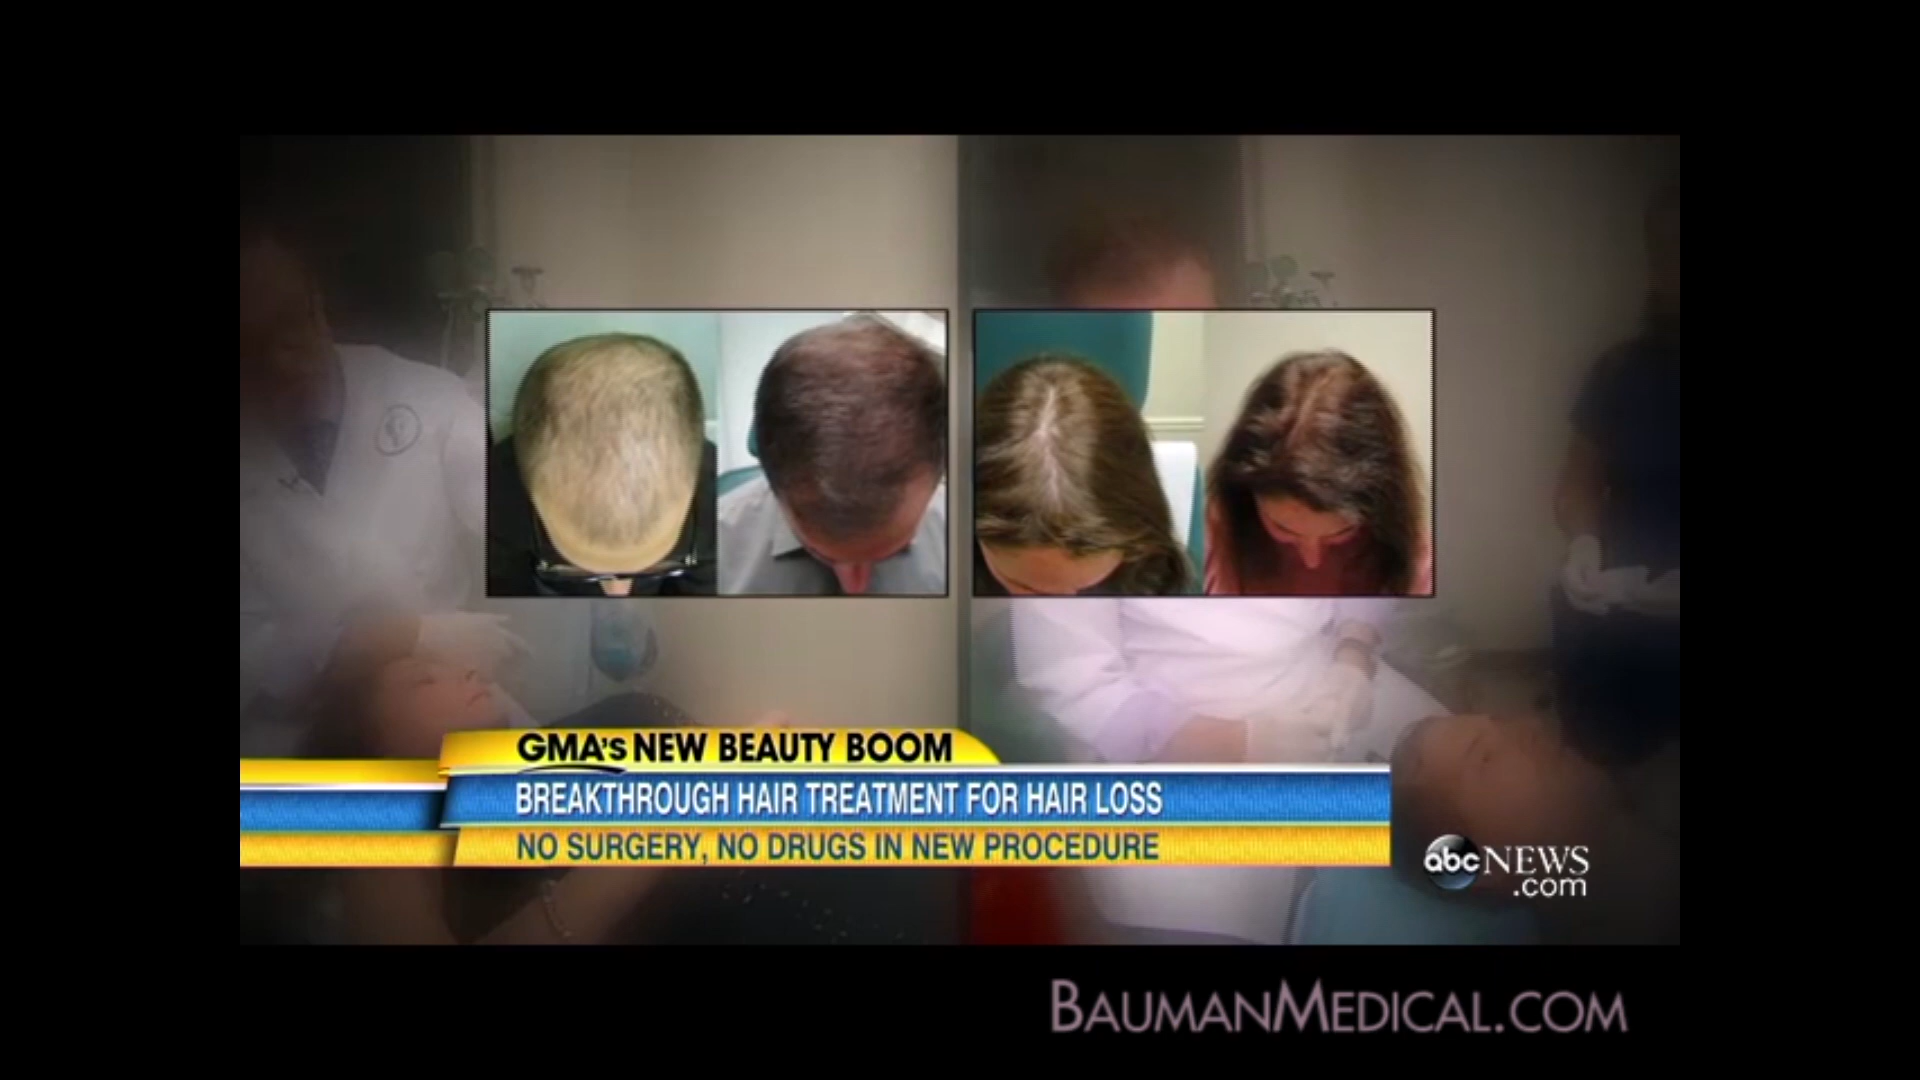 GMA's NEW BEAUTY BOOM
BREAKTHROUGH HAIR TREATMENT FOR HAIR LOSS
NO SURGERY, NO DRUGS IN NEW PROCEDURE
abc NEWS
.com
BAUMANMEDICAL.COM